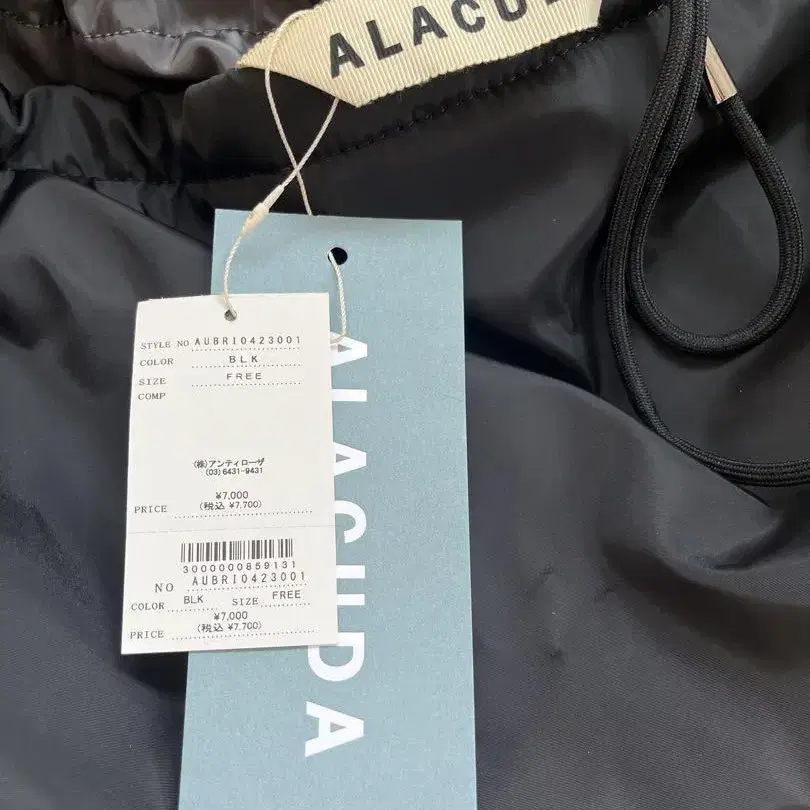 ALACU
STYLE NO AUBRI0423001
COLOR BLK
SIZE FREE
COMP
(株)アンティローザ
(03)6431-9431
¥7,000
PRICE (税込 ¥7,700)
3000000859131
NO AUBRI0423001
COLOR BLK SIZE FREE
¥7,000
PRICE (税込 ¥7,700)
ALACUDA